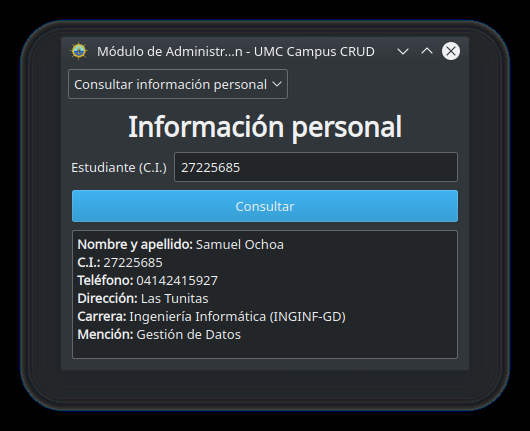 Módulo de Administr...n - UMC Campus CRUD
Consultar información personal
Información personal
Estudiante (C.I.) 27225685
Consultar
Nombre y apellido: Samuel Ochoa
C.I.: 27225685
Teléfono: 04142415927
Dirección: Las Tunitas
Carrera: Ingeniería Informática (INGINF-GD)
Mención: Gestión de Datos